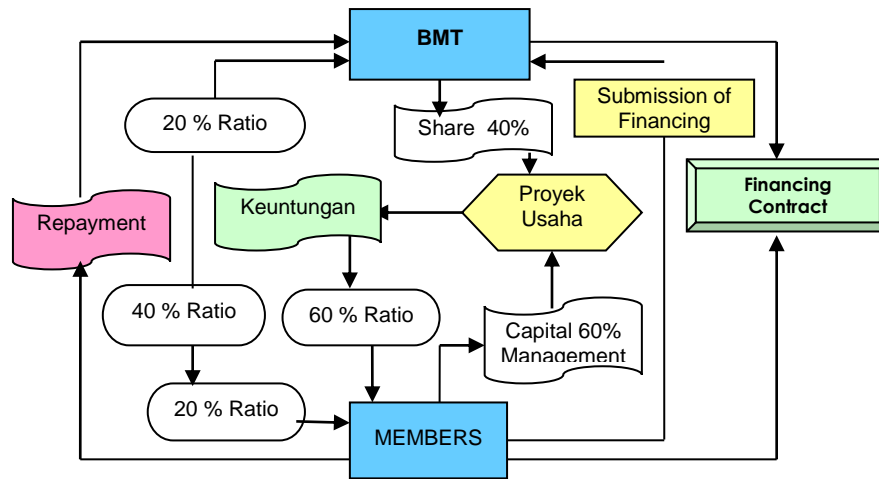 BMT
Submission of
Financing
20 % Ratio
Share 40%
Financing
Contract
Repayment
Keuntungan
Proyek
Usaha
40 % Ratio
60 % Ratio
Capital 60%
Management
20 % Ratio
MEMBERS